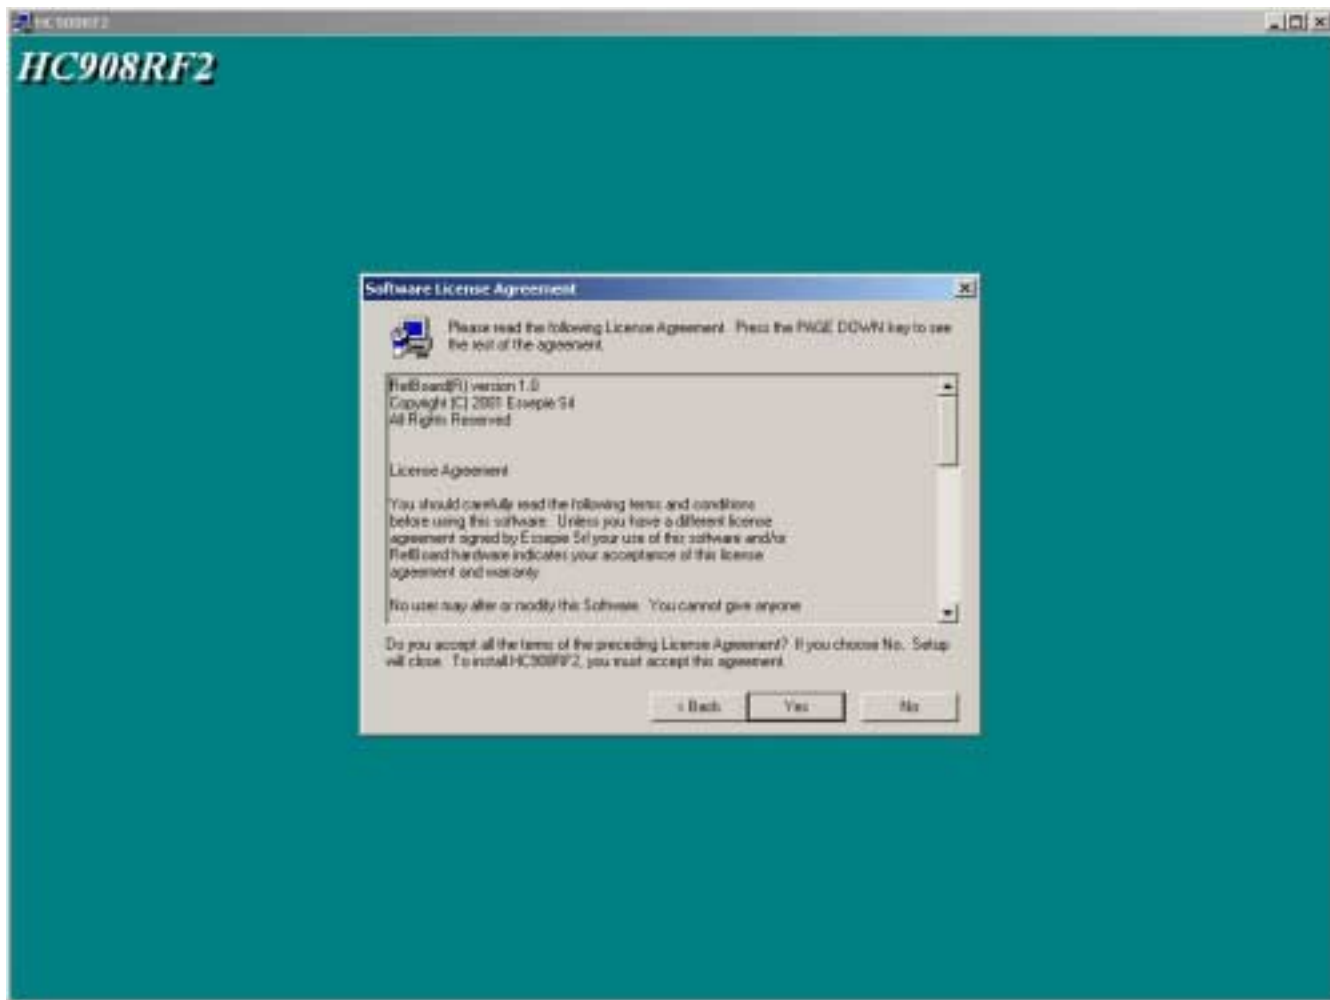 HC908RF2
HC908RF2
Software License Agreement
Please read the following License Agreement. Press the PAGE DOWN key to see
the rest of the agreement.
RefBoard(R) version 1.0
Copyright (C) 2001 Essepie Srl
All Rights Reserved
License Agreement
You should carefully read the following terms and conditions
before using this software. Unless you have a different license
agreement signed by Essepie Srl your use of this software and/or
RefBoard hardware indicates your acceptance of this license
agreement and warranty
No user may alter or modify this Software. You cannot give anyone
Do you accept all the terms of the preceding License Agreement? If you choose No, Setup
will close. To install HC908RF2, you must accept this agreement.
< Back
Yes
No